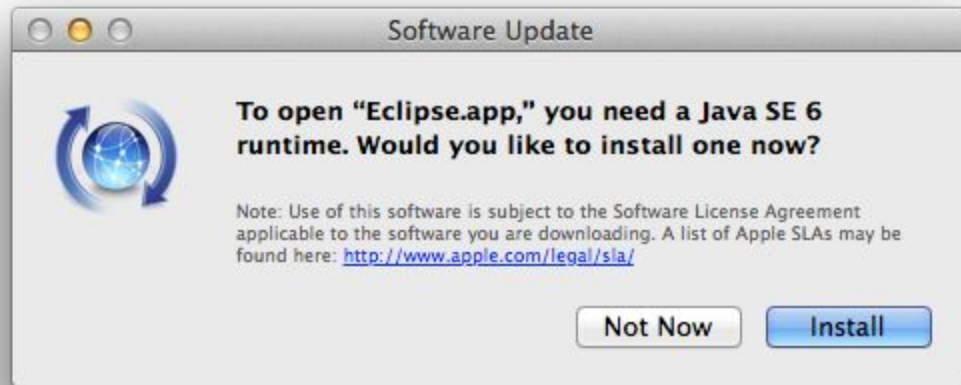 Software Update
To open “Eclipse.app,” you need a Java SE 6
runtime. Would you like to install one now?
Note: Use of this software is subject to the Software License Agreement
applicable to the software you are downloading. A list of Apple SLAs may be
found here: http://www.apple.com/legal/sla/
Not Now
Install